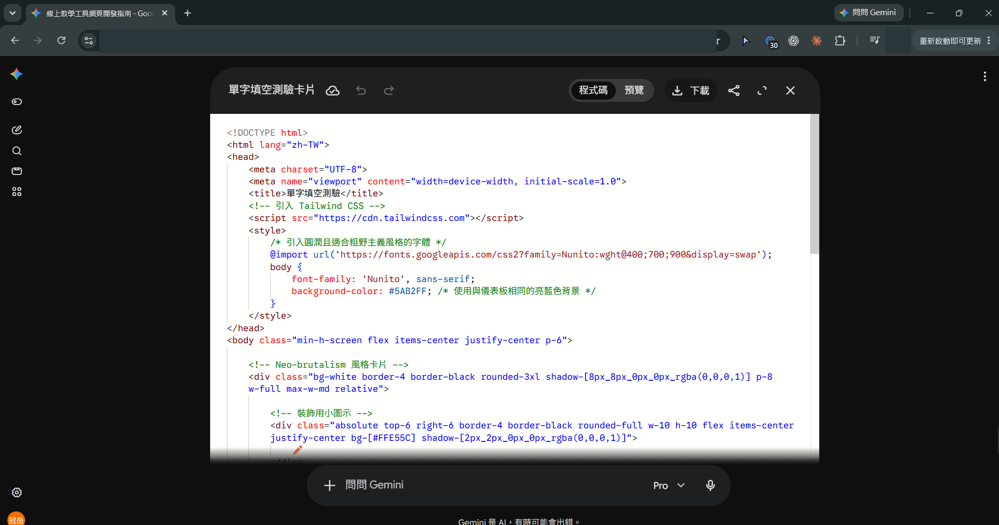 線上教學工具網頁開發指南 - Goo
問問 Gemini
30
重新啟動即可更新
單字填空測驗卡片
程式碼
預覽
下載
<!DOCTYPE html>
<html lang="zh-TW">
<head>
<meta charset="UTF-8">
<meta name="viewport" content="width=device-width, initial-scale=1.0">
<title>單字填空測驗</title>
<!-- 引入 Tailwind CSS -->
<script src="https://cdn.tailwindcss.com"></script>
<style>
/* 引入圓潤且適合粗野主義風格的字體 */
@import url('https://fonts.googleapis.com/css2?family=Nunito:wght@400;700;900&display=swap');
body {
font-family: 'Nunito', sans-serif;
background-color: #5AB2FF; /* 使用與儀表板相同的亮藍色背景 */
}
</style>
</head>
<body class="min-h-screen flex items-center justify-center p-6">
<!-- Neo-brutalism 風格卡片 -->
<div class="bg-white border-4 border-black rounded-3xl shadow-[8px_8px_0px_0px_rgba(0,0,0,1)] p-8
w-full max-w-md relative">
<!-- 裝飾用小圖示 -->
<div class="absolute top-6 right-6 border-4 border-black rounded-full w-10 h-10 flex items-center
justify-center bg-[#FFE55C] shadow-[2px_2px_0px_0px_rgba(0,0,0,1)]">
</div>
問問 Gemini
Pro
冠岳
Gemini 是 AI，有時可能會出錯。